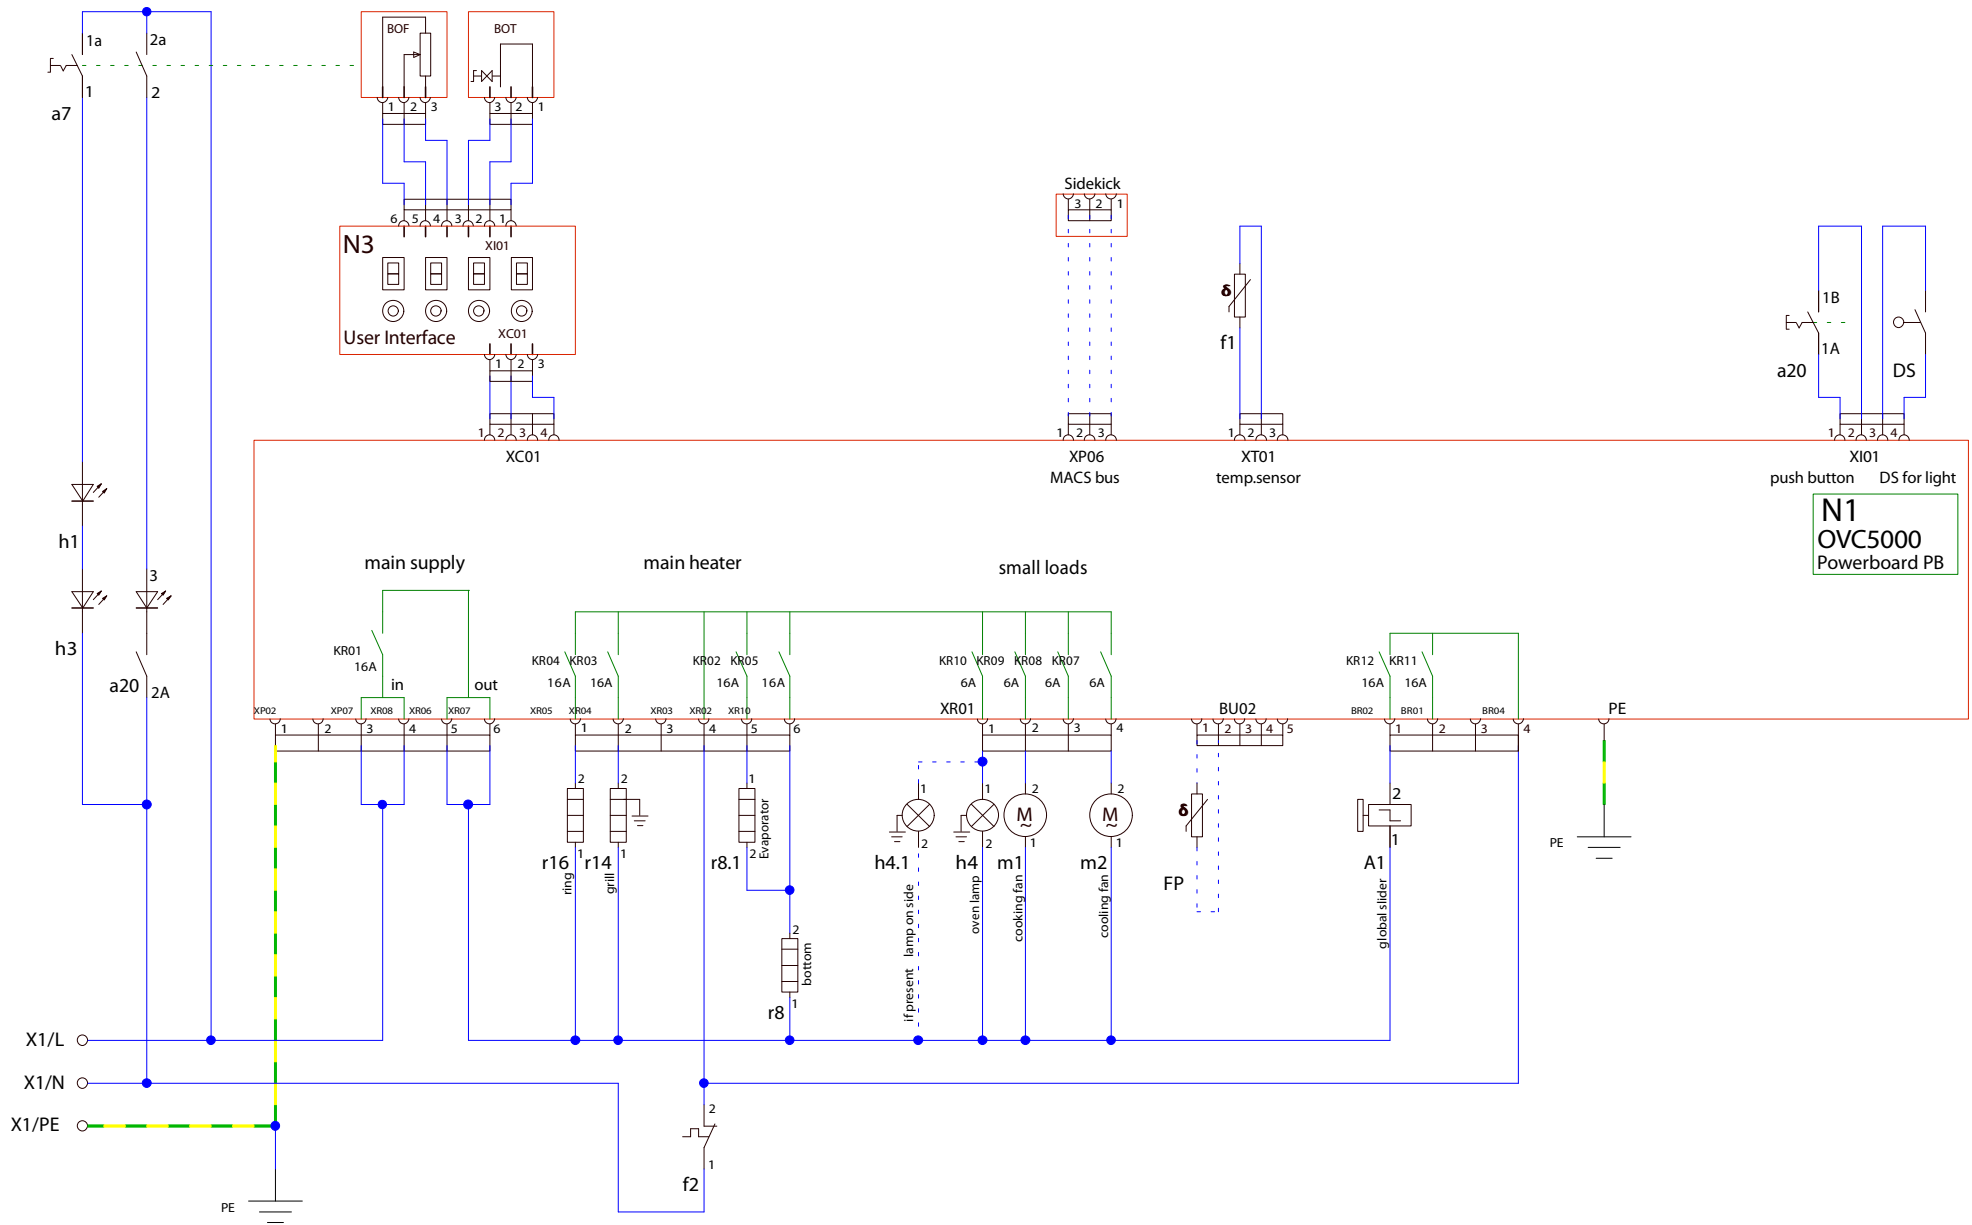 1a
2a
BOF
BOT
1
2
a7
1 2 3
3 2 1
Sidekick
3 2 1
6 5 4 3 2 1
N3
XI01
User Interface
XC01
1 2 3
δ
f1
1B
1A
a20
DS
1 2 3 4
1 2 3
1 2 3
1 2 3 4
XC01
XP06
XT01
XI01
MACS bus
temp.sensor
push button
DS for light
N1
OVC5000
Powerboard PB
h1
3
h3
a20
2A
main supply
main heater
small loads
KR01
16A
in
out
KR04 KR03 KR02 KR05
16A 16A 16A 16A
KR10 KR09 KR08 KR07
6A 6A 6A 6A
KR12 KR11
16A 16A
XP02 XP07 XR08 XR06 XR07 XR05 XR04 XR03 XR02 XR10
XR01
BU02
BR02 BR01 BR04
PE
1 2 3 4 5 6
1 2 3 4 5 6
1 2 3 4
1 2 3 4 5
1 2 3 4
2
1
r16
ring
2
1
r14
grill
1
2
r8.1
Evaporator
2
1
r8
bottom
1
2
h4.1
if present lamp on side
1
2
h4
oven lamp
2
M
~
1
m1
cooking fan
2
M
~
1
m2
cooling fan
δ
FP
2
1
A1
global slider
PE
X1/L
X1/N
X1/PE
2
1
f2
PE